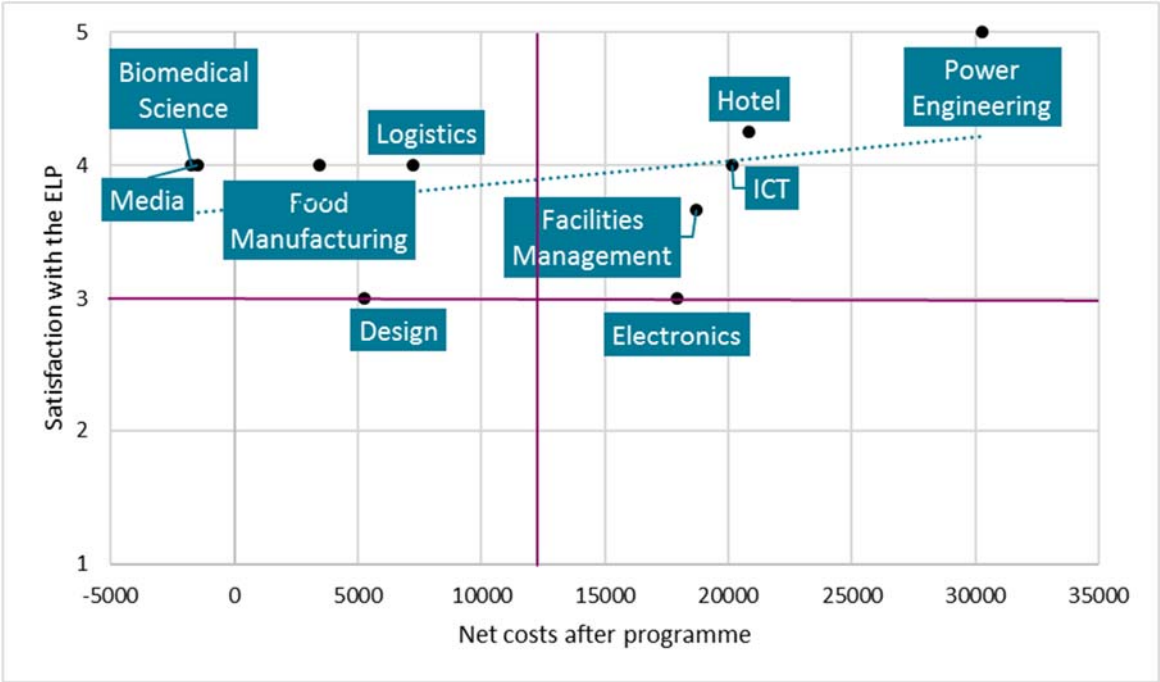 5
Biomedical
Science
Power
Engineering
Hotel
Logistics
4
Media
ICT
Food
Manufacturing
Facilities
Management
3
Design
Electronics
2
1
Satisfaction with the ELP
-5000 0 5000 10000 15000 20000 25000 30000 35000
Net costs after programme